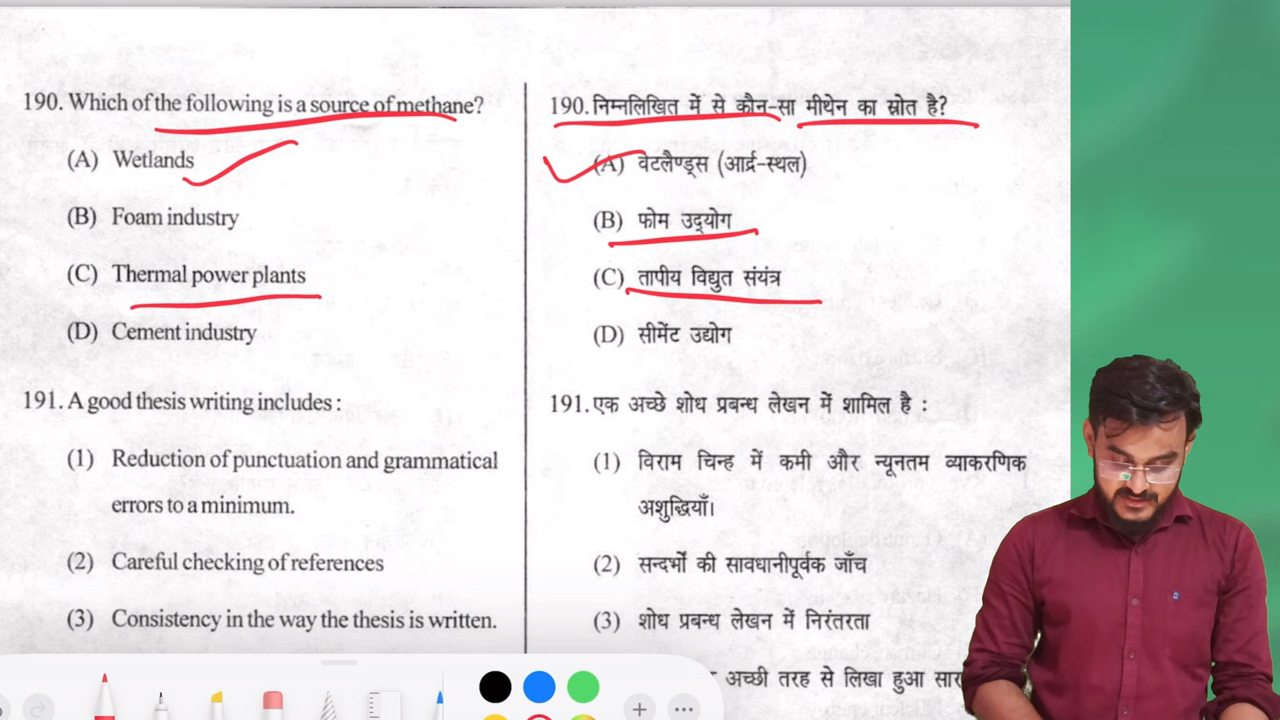 190. Which of the following is a source of methane?
(A) Wetlands
(B) Foam industry
(C) Thermal power plants
(D) Cement industry
191. A good thesis writing includes :
(1) Reduction of punctuation and grammatical
errors to a minimum.
(2) Careful checking of references
(3) Consistency in the way the thesis is written.
190. निम्नलिखित में से कौन-सा मीथेन का स्रोत है?
(A) वेटलैण्ड्स (आर्द्र-स्थल)
(B) फोम उद्‌योग
(C) तापीय विद्युत संयंत्र
(D) सीमेंट उद्योग
191. एक अच्छे शोध प्रबन्ध लेखन में शामिल है :
(1) विराम चिन्ह में कमी और न्यूनतम व्याकरणिक
अशुद्धियाँ।
(2) सन्दर्भों की सावधानीपूर्वक जाँच
(3) शोध प्रबन्ध लेखन में निरंतरता
अच्छी तरह से लिखा हुआ